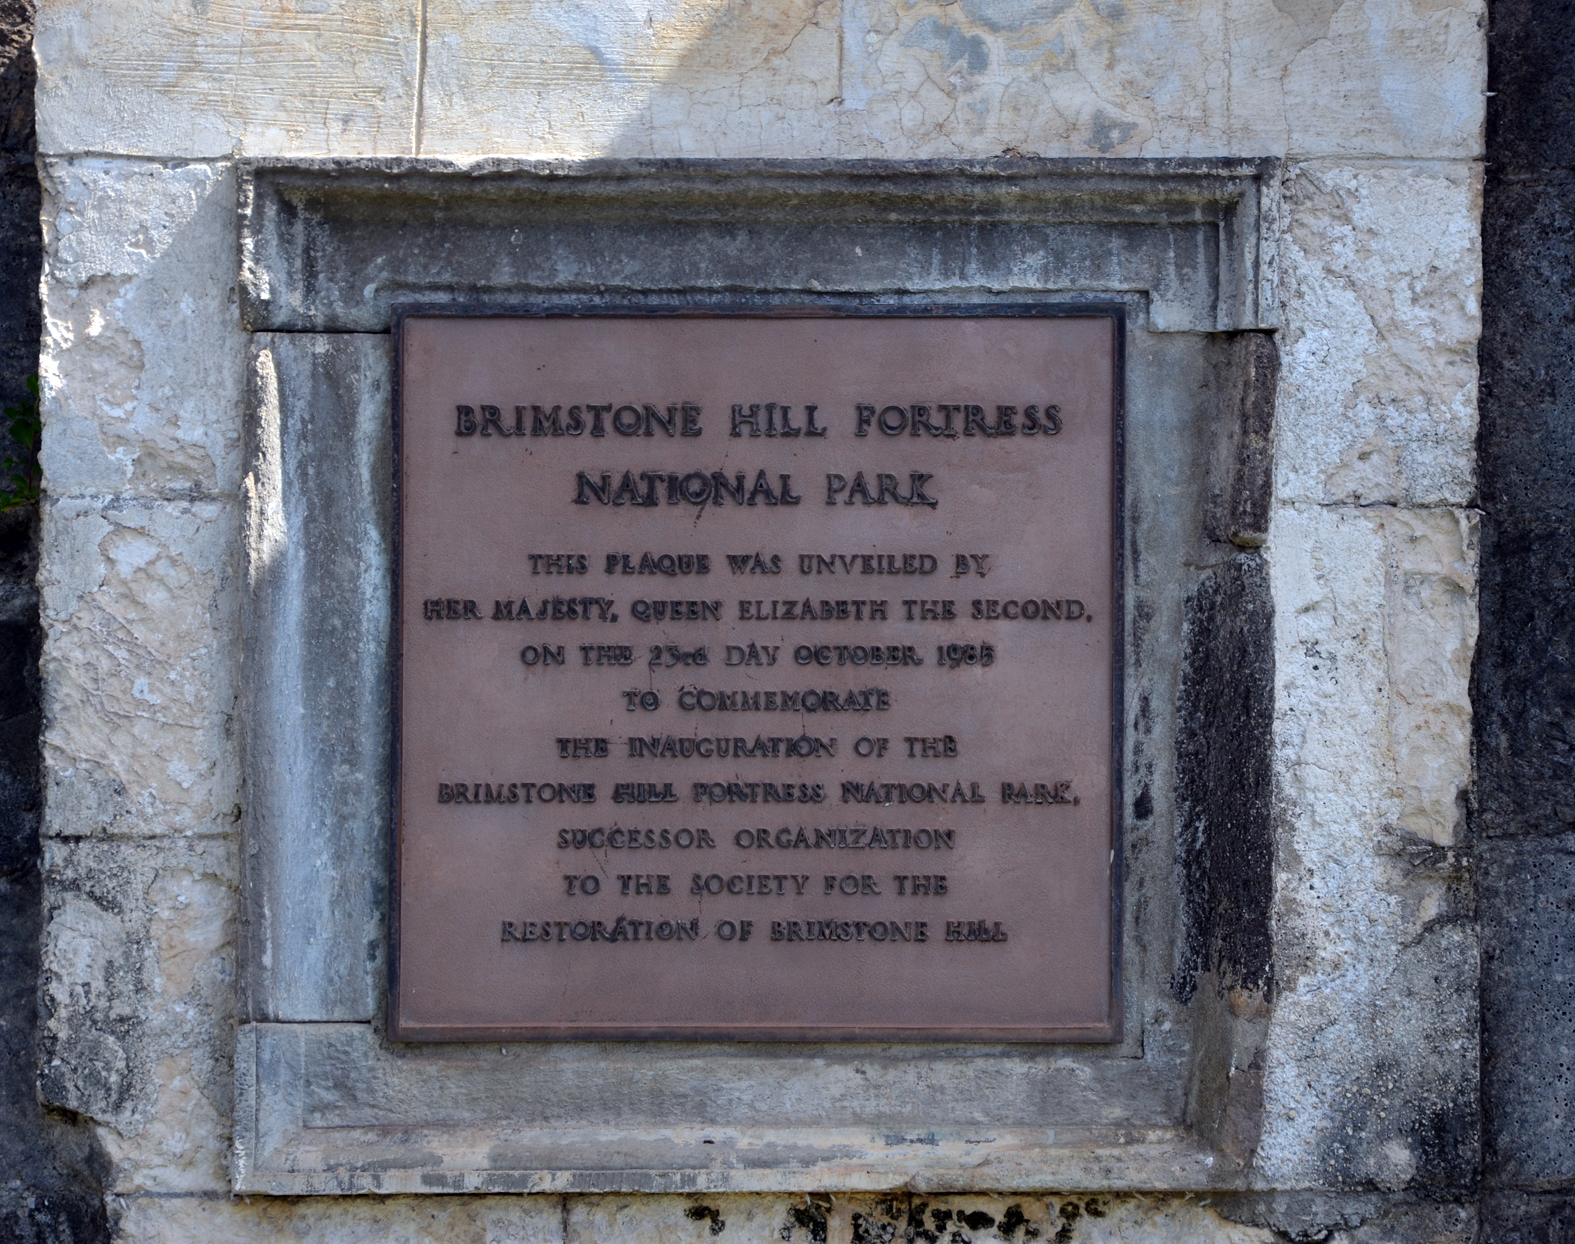 BRIMSTONE HILL FORTRESS
NATIONAL PARK
THIS PLAQUE WAS UNVEILED BY
HER MAJESTY, QUEEN ELIZABETH THE SECOND,
ON THE 23rd DAY OCTOBER, 1985
TO COMMEMORATE
THE INAUGURATION OF THE
BRIMSTONE HILL FORTRESS NATIONAL PARK,
SUCCESSOR ORGANIZATION
TO THE SOCIETY FOR THE
RESTORATION OF BRIMSTONE HILL